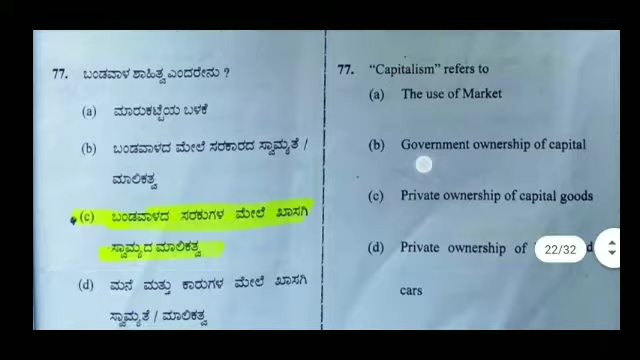 77. ಬಂಡವಾಳ ಶಾಹಿತ್ವ ಎಂದರೇನು ?
(a) ಮಾರುಕಟ್ಟೆಯ ಬಳಕೆ
(b) ಬಂಡವಾಳದ ಮೇಲೆ ಸರಕಾರದ ಸ್ವಾಮ್ಯತೆ /
ಮಾಲಿಕತ್ವ
(c) ಬಂಡವಾಳದ ಸರಕುಗಳ ಮೇಲೆ ಖಾಸಗಿ
ಸ್ವಾಮ್ಯದ ಮಾಲಿಕತ್ವ
(d) ಮನೆ ಮತ್ತು ಕಾರುಗಳ ಮೇಲೆ ಖಾಸಗಿ
ಸ್ವಾಮ್ಯತೆ / ಮಾಲಿಕತ್ವ
77. “Capitalism” refers to
(a) The use of Market
(b) Government ownership of capital
(c) Private ownership of capital goods
(d) Private ownership of
cars
22/32